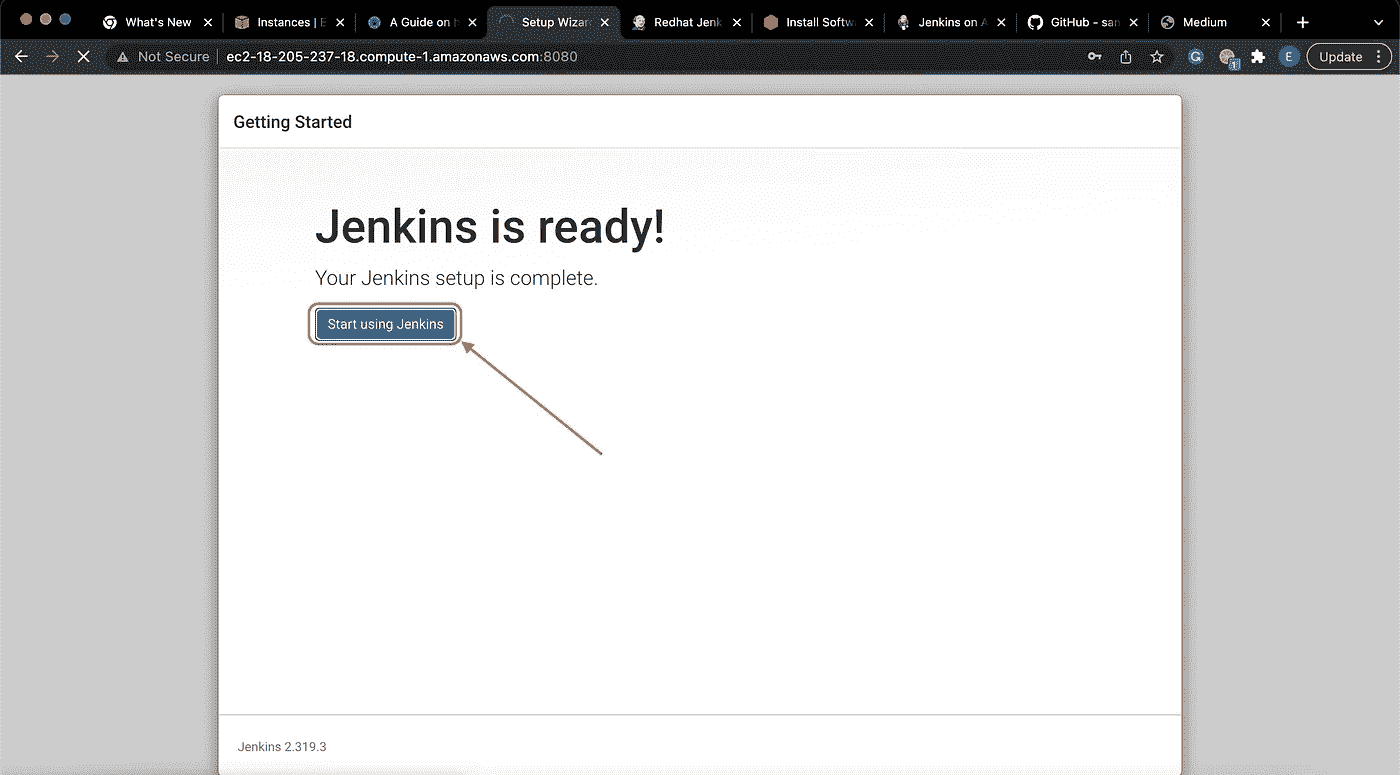 What's New
Instances | E
A Guide on h
Setup Wizar
Redhat Jenk
Install Softw
Jenkins on A
GitHub - san
Medium
Not Secure
ec2-18-205-237-18.compute-1.amazonaws.com:8080
G
1
E
Update
Getting Started
Jenkins is ready!
Your Jenkins setup is complete.
Start using Jenkins
Jenkins 2.319.3